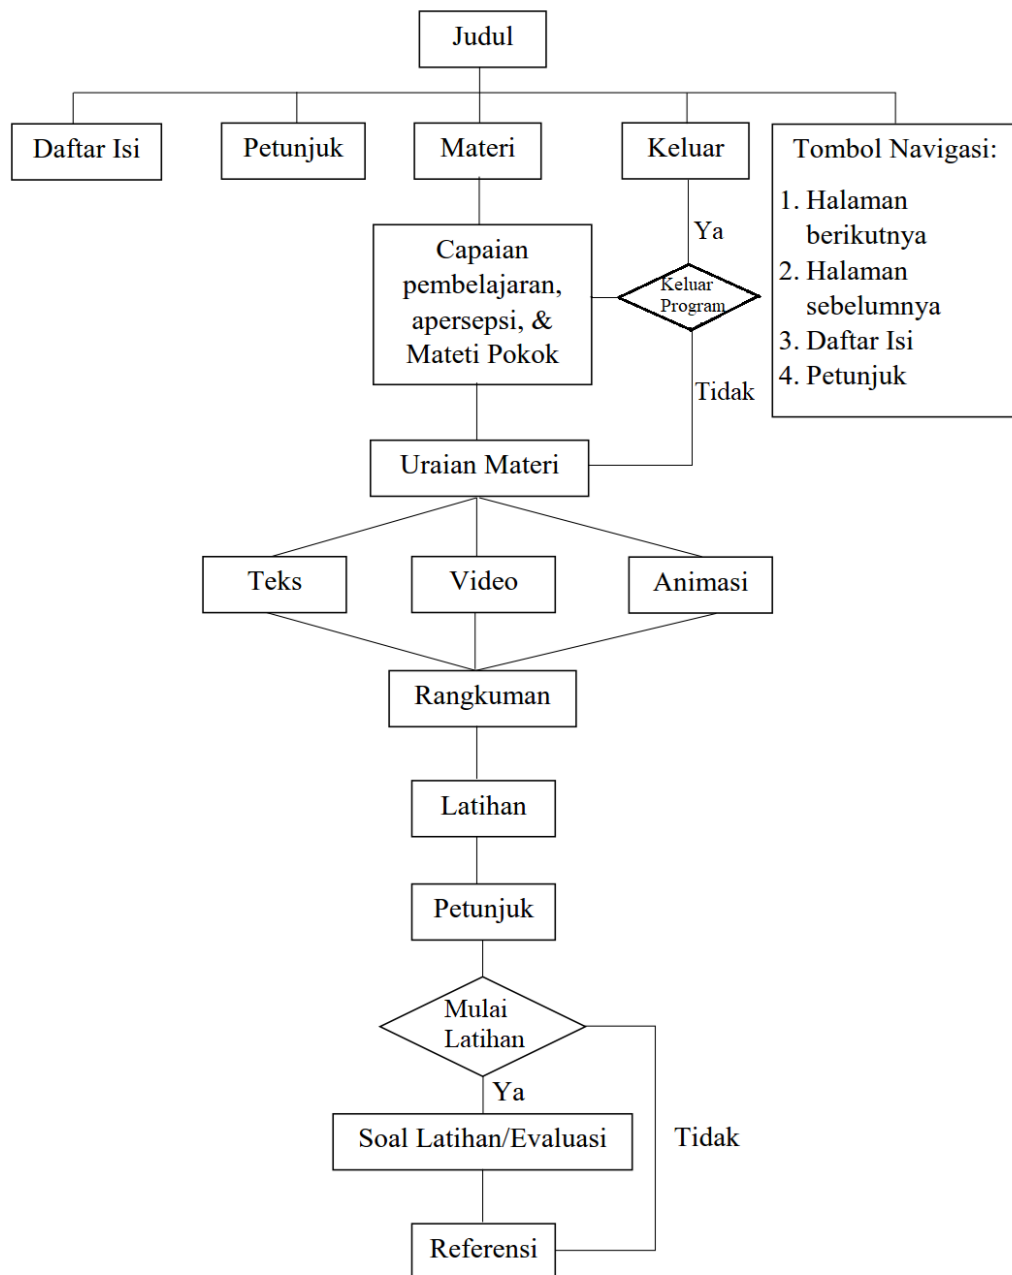 Judul
Daftar Isi
Petunjuk
Materi
Keluar
Tombol Navigasi:
1. Halaman
berikutnya
2. Halaman
sebelumnya
3. Daftar Isi
4. Petunjuk
Ya
Capaian
pembelajaran,
apersepsi, &
Mateti Pokok
Keluar
Program
Tidak
Uraian Materi
Teks
Video
Animasi
Rangkuman
Latihan
Petunjuk
Mulai
Latihan
Ya
Soal Latihan/Evaluasi
Tidak
Referensi